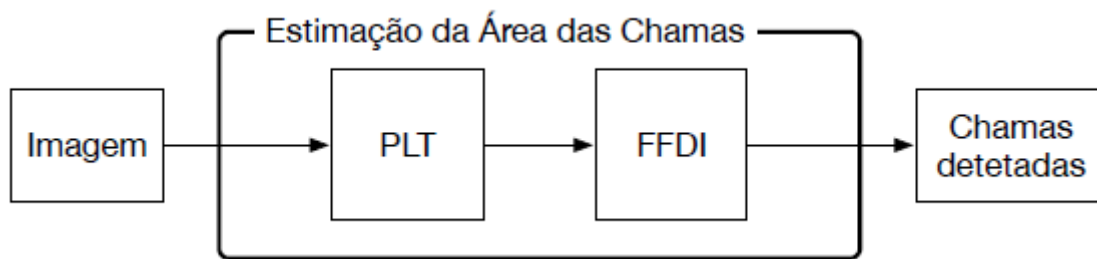 Estimação da Área das Chamas
Imagem
PLT
FFDI
Chamas
detetadas